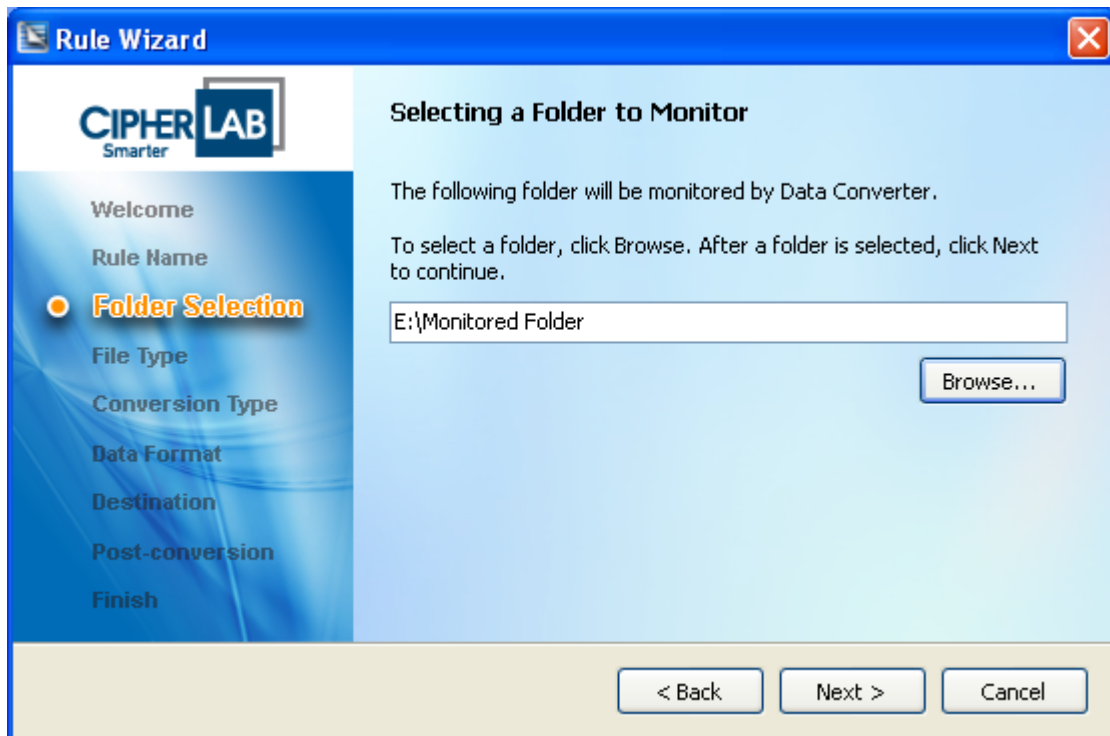 Rule Wizard
CIPHERLAB
Smarter
Welcome
Rule Name
Folder Selection
File Type
Conversion Type
Data Format
Destination
Post-conversion
Finish
Selecting a Folder to Monitor
The following folder will be monitored by Data Converter.
To select a folder, click Browse. After a folder is selected, click Next
to continue.
E:\Monitored Folder
Browse...
< Back
Next >
Cancel